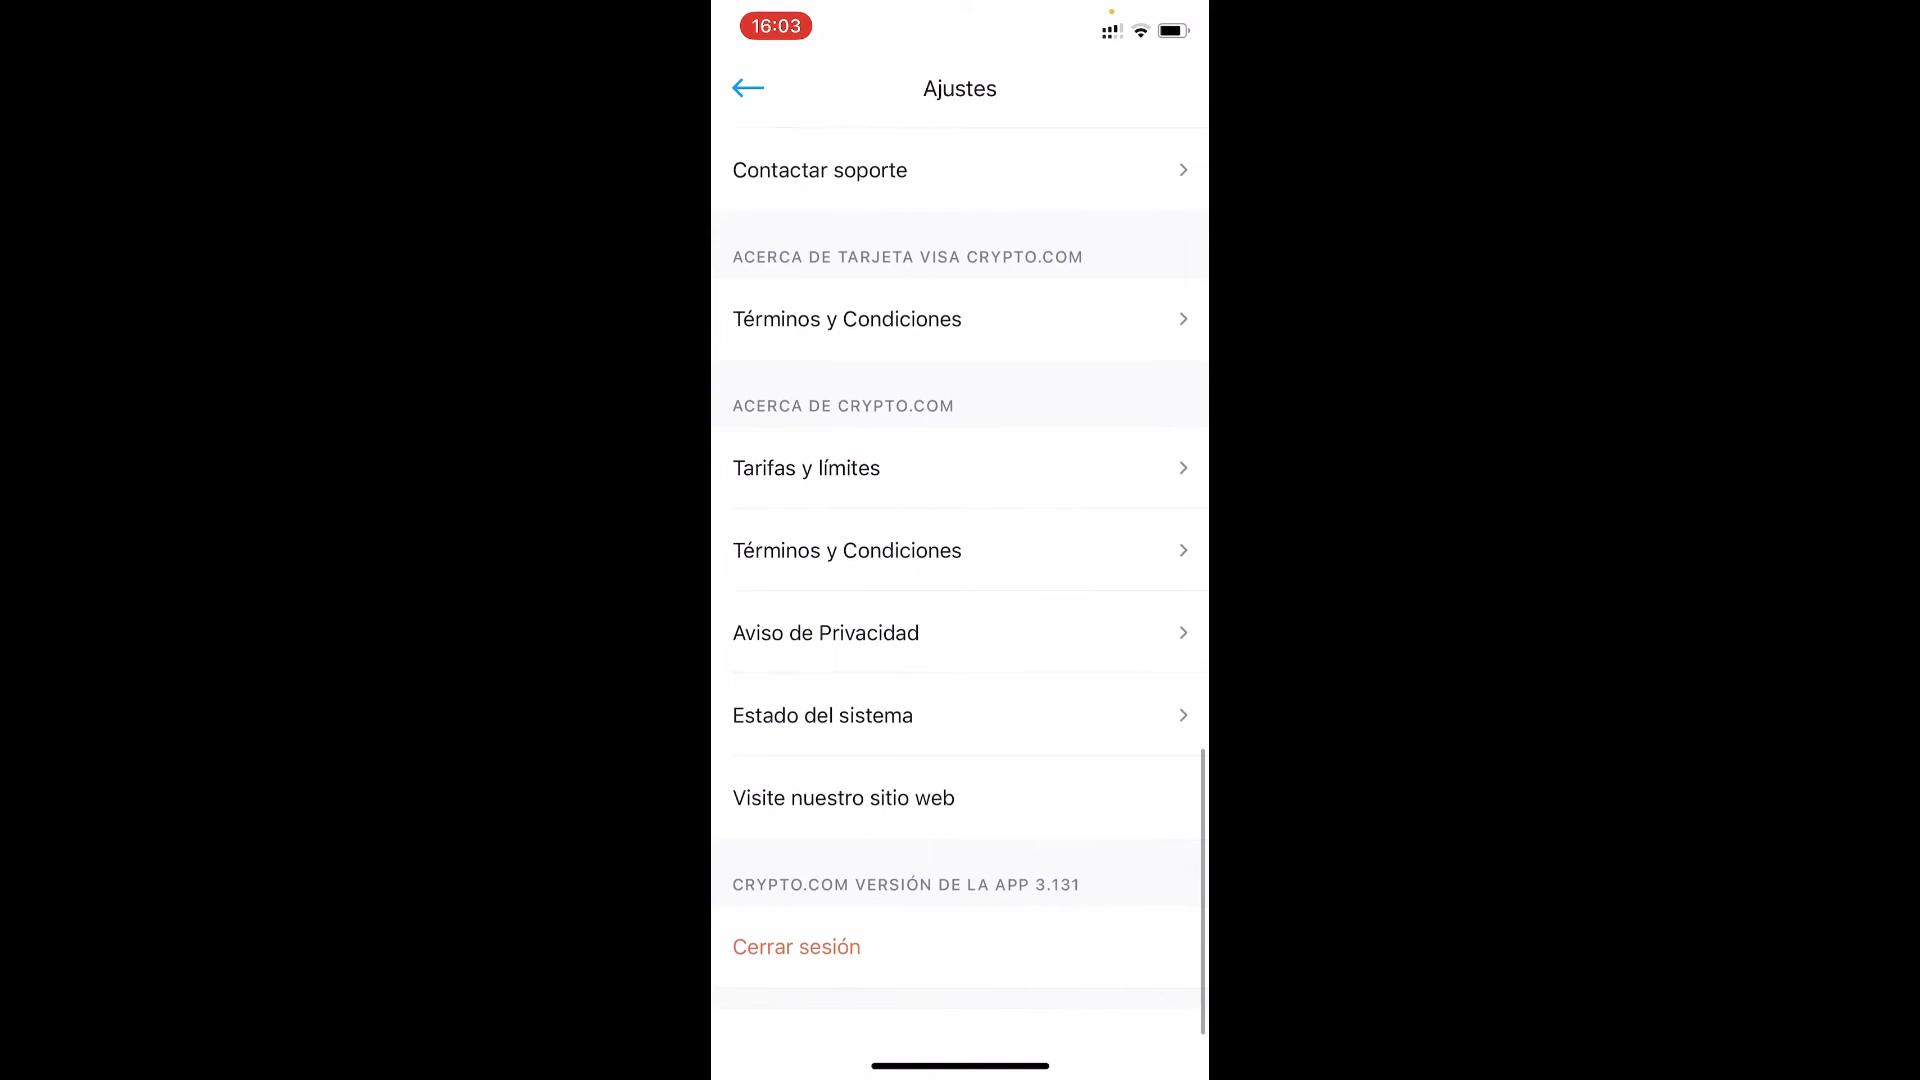 16:03
Ajustes
Contactar soporte
ACERCA DE TARJETA VISA CRYPTO.COM
Términos y Condiciones
ACERCA DE CRYPTO.COM
Tarifas y límites
Términos y Condiciones
Aviso de Privacidad
Estado del sistema
Visite nuestro sitio web
CRYPTO.COM VERSIÓN DE LA APP 3.131
Cerrar sesión